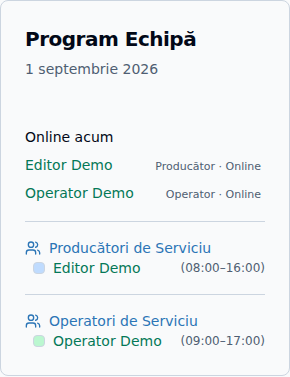 Program Echipă
1 septembrie 2026
Online acum
Editor Demo Producător · Online
Operator Demo Operator · Online
Producători de Serviciu
Editor Demo (08:00–16:00)
Operatori de Serviciu
Operator Demo (09:00–17:00)